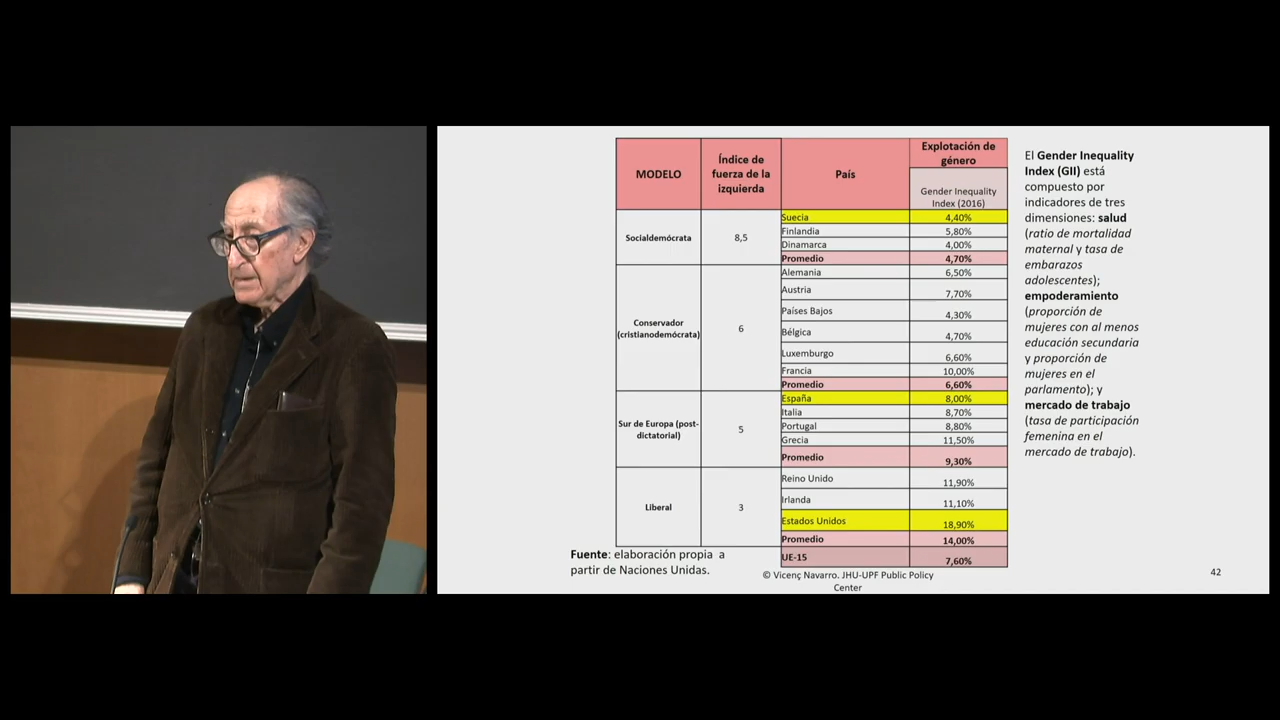 MODELO
Índice de
fuerza de la
izquierda
País
Explotación de
género
Gender Inequality
Index (2016)
Socialdemócrata
8,5
Suecia 4,40%
Finlandia 5,80%
Dinamarca 4,00%
Promedio 4,70%
Conservador
(cristianodemócrata)
6
Alemania 6,50%
Austria 7,70%
Países Bajos 4,30%
Bélgica 4,70%
Luxemburgo 6,60%
Francia 10,00%
Promedio 6,60%
Sur de Europa (post-
dictatorial)
5
España 8,00%
Italia 8,70%
Portugal 8,80%
Grecia 11,50%
Promedio 9,30%
Liberal
3
Reino Unido 11,90%
Irlanda 11,10%
Estados Unidos 18,90%
Promedio 14,00%
UE-15 7,60%
El Gender Inequality
Index (GII) está
compuesto por
indicadores de tres
dimensiones: salud
(ratio de mortalidad
maternal y tasa de
embarazos
adolescentes);
empoderamiento
(proporción de
mujeres con al menos
educación secundaria
y proporción de
mujeres en el
parlamento); y
mercado de trabajo
(tasa de participación
femenina en el
mercado de trabajo).
Fuente: elaboración propia a
partir de Naciones Unidas.
© Vicenç Navarro. JHU-UPF Public Policy
Center
42